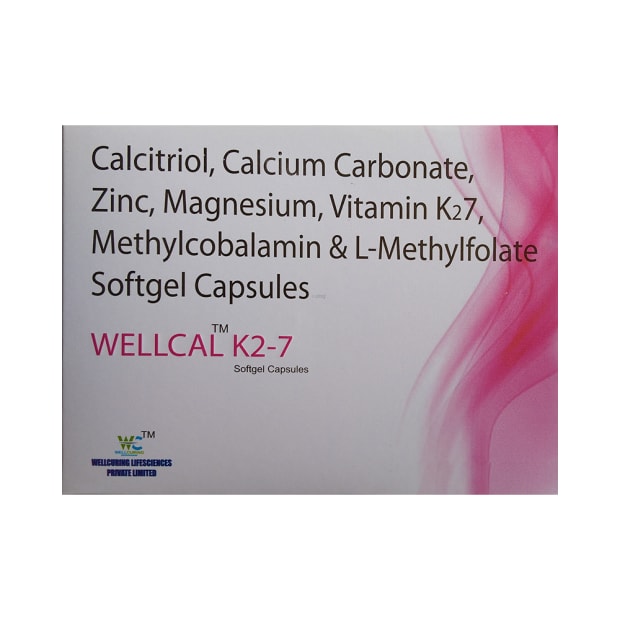 Calcitriol, Calcium Carbonate,
Zinc, Magnesium, Vitamin K27,
Methylcobalamin & L-Methylfolate
Softgel Capsules
WELLCAL™ K2-7
Softgel Capsules
WC™
WELLCURING
WELLCURING LIFESCIENCES
PRIVATE LIMITED